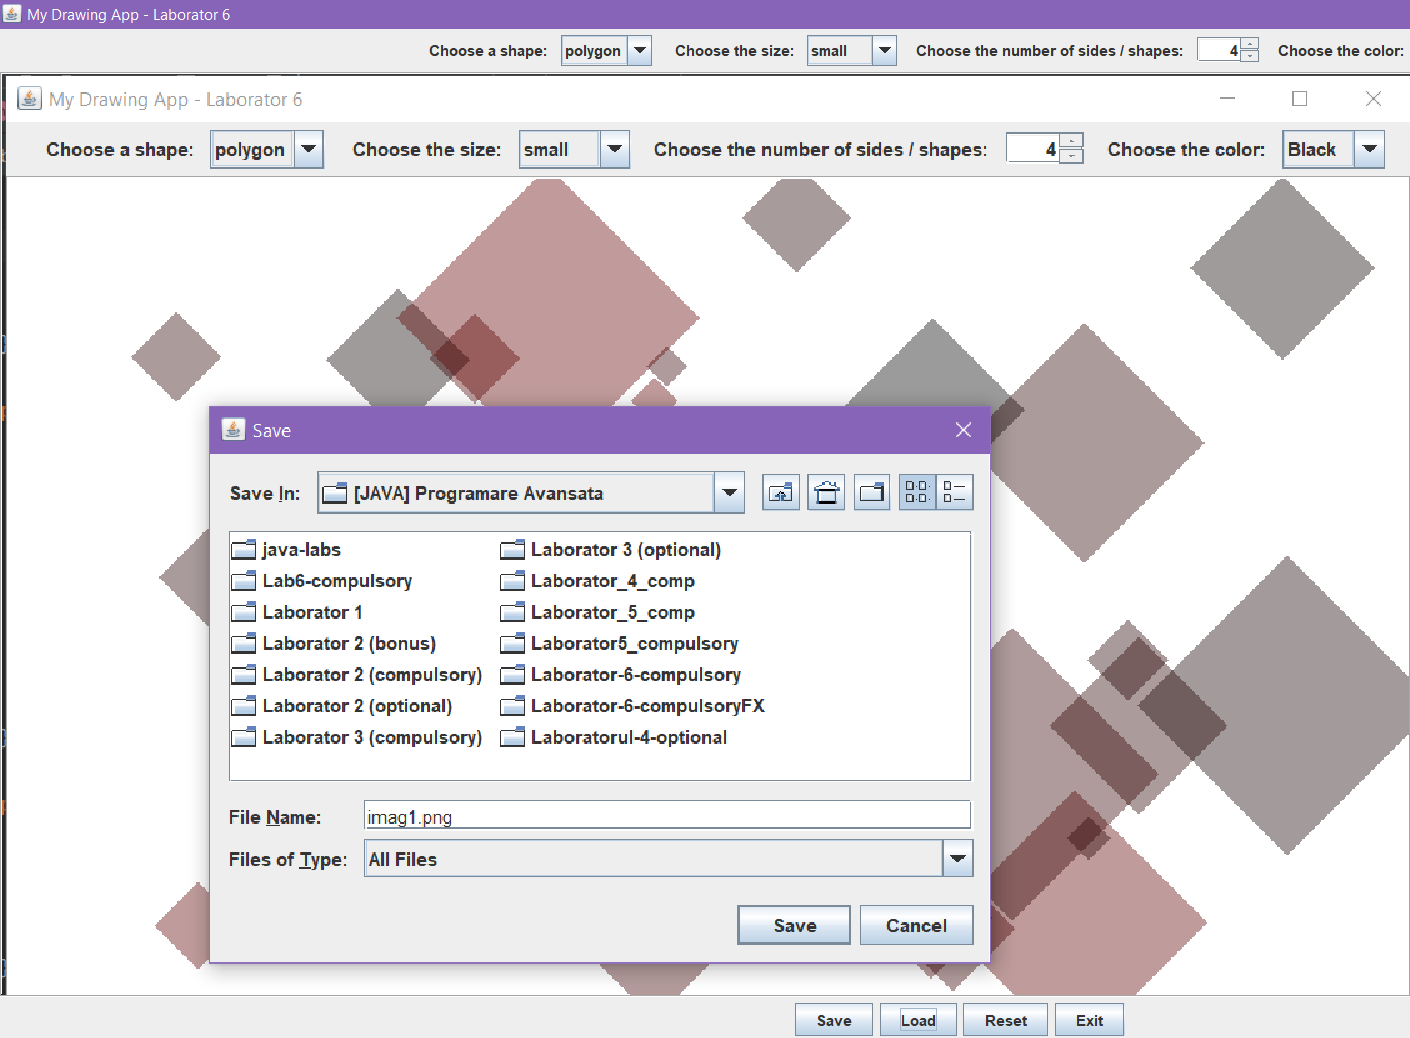 My Drawing App - Laborator 6
Choose a shape: polygon Choose the size: small Choose the number of sides / shapes: 4 Choose the color:
My Drawing App - Laborator 6
Choose a shape: polygon Choose the size: small Choose the number of sides / shapes: 4 Choose the color: Black
Save
Save In: [JAVA] Programare Avansata
java-labs
Lab6-compulsory
Laborator 1
Laborator 2 (bonus)
Laborator 2 (compulsory)
Laborator 2 (optional)
Laborator 3 (compulsory)
Laborator 3 (optional)
Laborator_4_comp
Laborator_5_comp
Laborator5_compulsory
Laborator-6-compulsory
Laborator-6-compulsoryFX
Laboratorul-4-optional
File Name: imag1.png
Files of Type: All Files
Save Cancel
Save Load Reset Exit